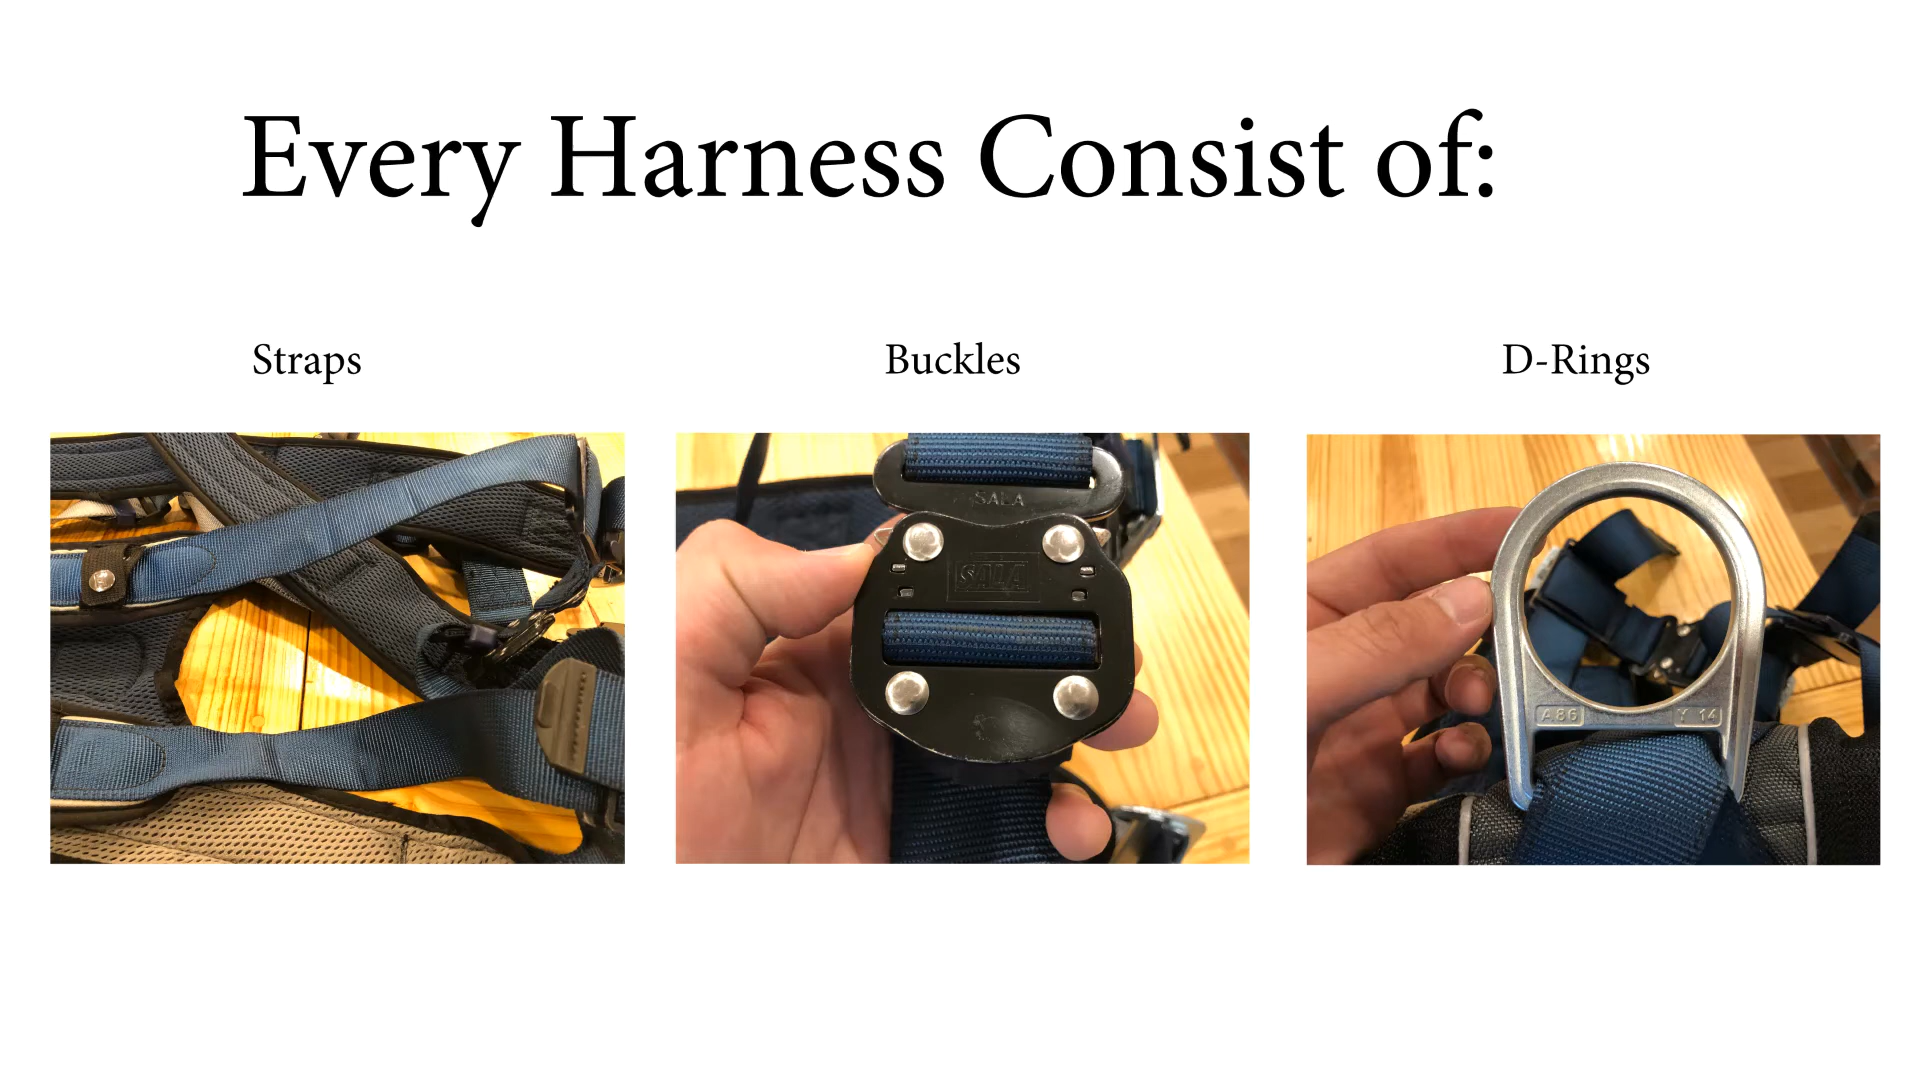 Every Harness Consist of:
Straps
Buckles
D-Rings
SALA
SALA
A86
Y 14